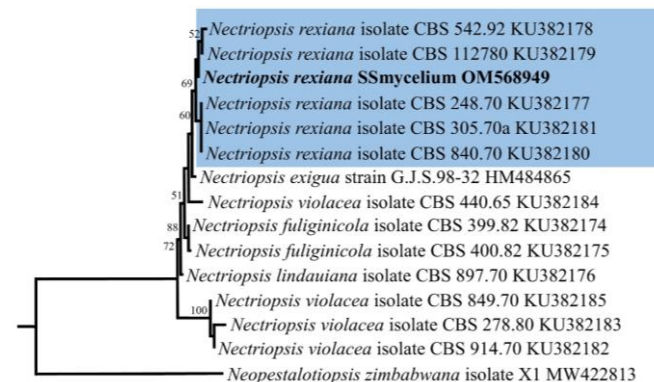 52
Nectriopsis rexiana isolate CBS 542.92 KU382178
Nectriopsis rexiana isolate CBS 112780 KU382179
Nectriopsis rexiana SSmycelium OM568949
69
Nectriopsis rexiana isolate CBS 248.70 KU382177
60
Nectriopsis rexiana isolate CBS 305.70a KU382181
Nectriopsis rexiana isolate CBS 840.70 KU382180
Nectriopsis exigua strain G.J.S.98-32 HM484865
51
Nectriopsis violacea isolate CBS 440.65 KU382184
88
Nectriopsis fuliginicola isolate CBS 399.82 KU382174
72
Nectriopsis fuliginicola isolate CBS 400.82 KU382175
Nectriopsis lindauiana isolate CBS 897.70 KU382176
Nectriopsis violacea isolate CBS 849.70 KU382185
100
Nectriopsis violacea isolate CBS 278.80 KU382183
Nectriopsis violacea isolate CBS 914.70 KU382182
Neopestalotiopsis zimbabwana isolate X1 MW422813